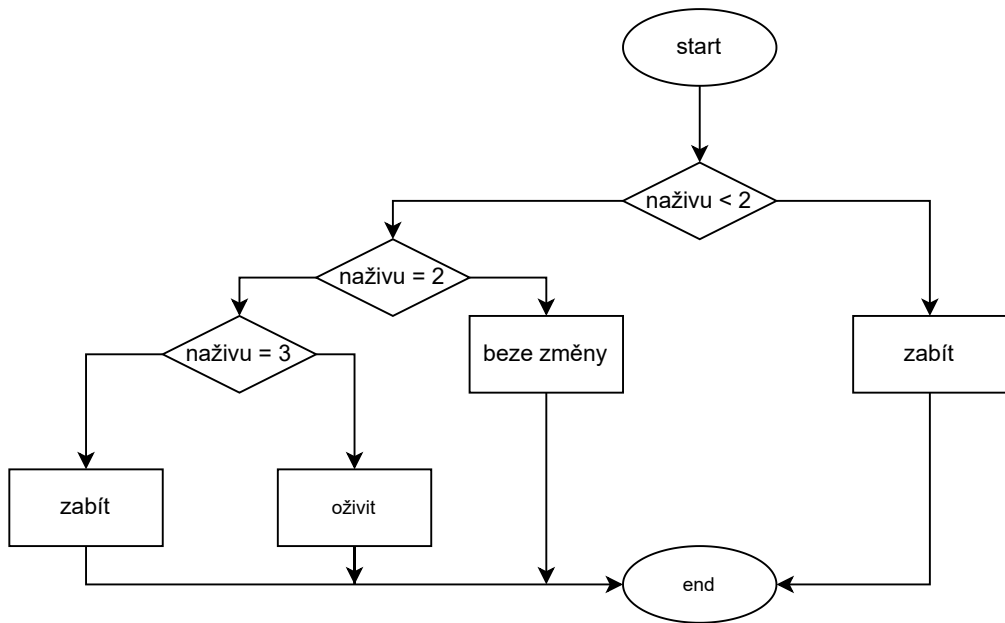 start
naživu < 2
naživu = 2
naživu = 3
beze změny
zabít
zabít
oživit
end